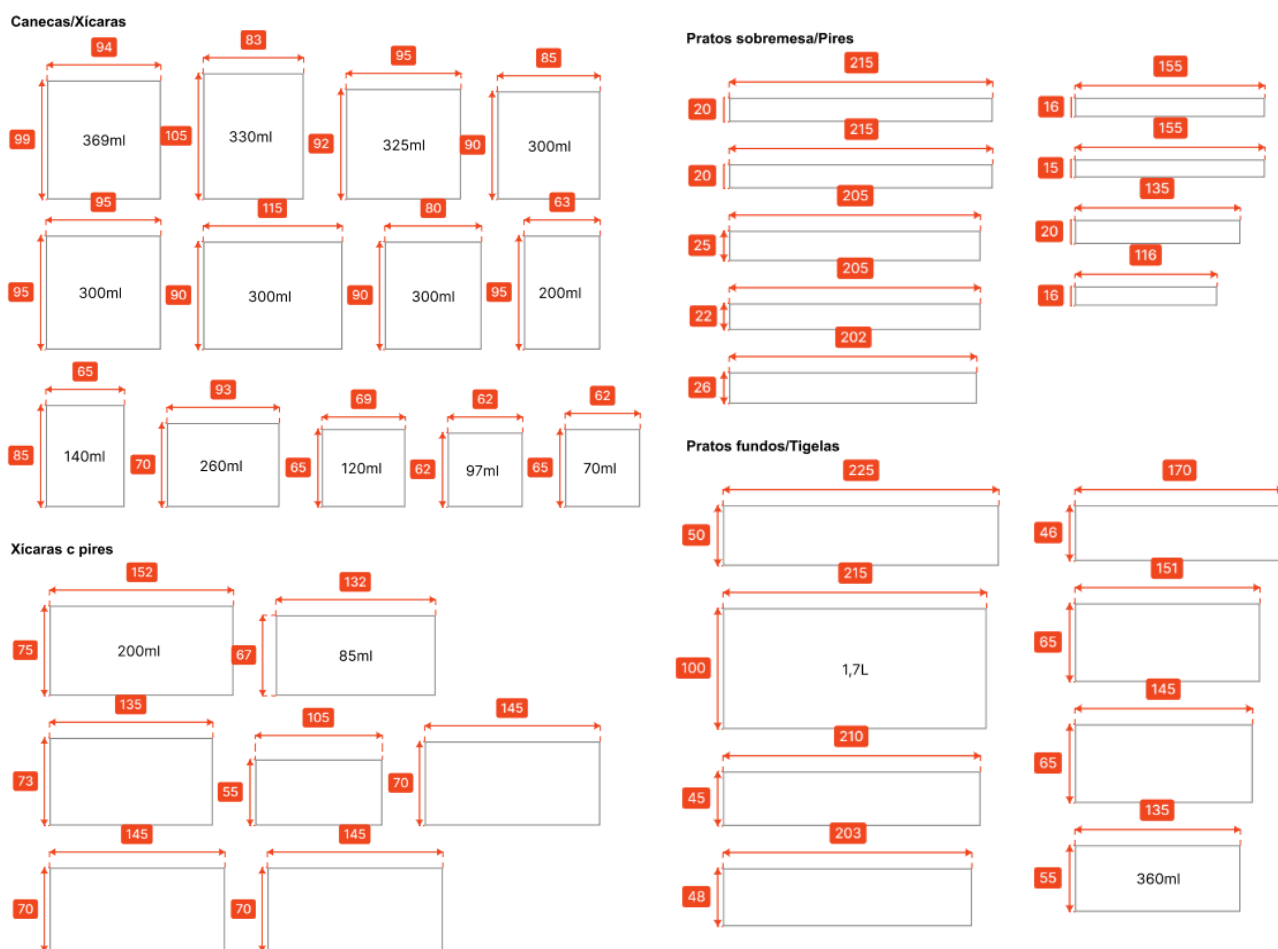 Canecas/Xícaras
94 83 95 85
99 369ml 105 330ml 92 325ml 90 300ml
95 115 80 63
95 300ml 90 300ml 90 300ml 95 200ml
65 93 69 62 62
85 140ml 70 260ml 65 120ml 62 97ml 65 70ml
Xícaras c pires
152 132
75 200ml 67 85ml
135 105 145
73 55 70
145 145
70 70
Pratos sobremesa/Pires
215 155
20 16
215 155
20 15
205 135
25 20
205 116
22 16
202
26
Pratos fundos/Tigelas
225 170
50 46
215 151
100 1,7L 65
210 145
45 65
203 135
48 55 360ml